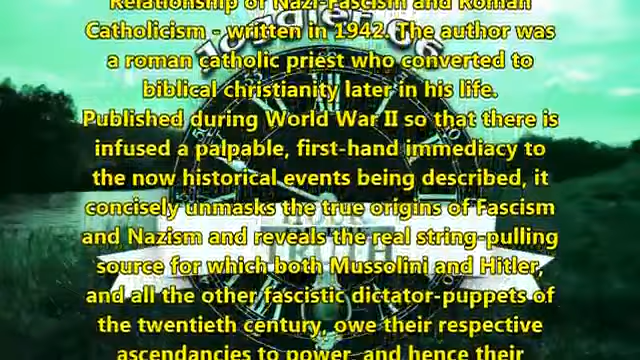 Relationship of Nazi-Fascism and Roman
Catholicism - written in 1942. The author was
a roman catholic priest who converted to
biblical christianity later in his life.
Published during World War II so that there is
infused a palpable, first-hand immediacy to
the now historical events being described, it
concisely unmasks the true origins of Fascism
and Nazism and reveals the real string-pulling
source for which both Mussolini and Hitler,
and all the other fascistic dictator-puppets of
the twentieth century, owe their respective
ascendancies to power, and hence their